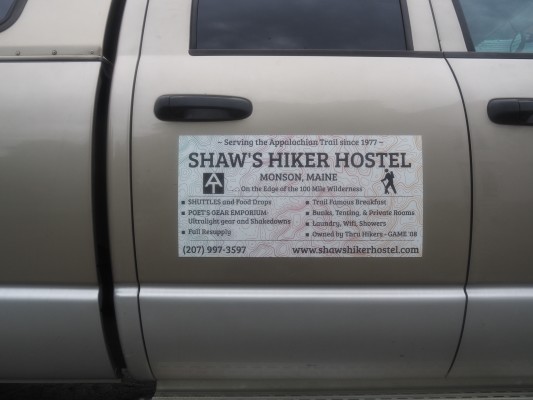 ~ Serving the Appalachian Trail since 1977 ~
SHAW'S HIKER HOSTEL
MONSON, MAINE
... On the Edge of the 100 Mile Wilderness
■ SHUTTLES and Food Drops
■ POET'S GEAR EMPORIUM:
Ultralight gear and Shakedowns
■ Full Resupply
■ Trail Famous Breakfast
■ Bunks, Tenting, & Private Rooms
■ Laundry, Wifi, Showers
■ Owned by Thru Hikers - GAME '08
(207) 997-3597 www.shawshikerhostel.com